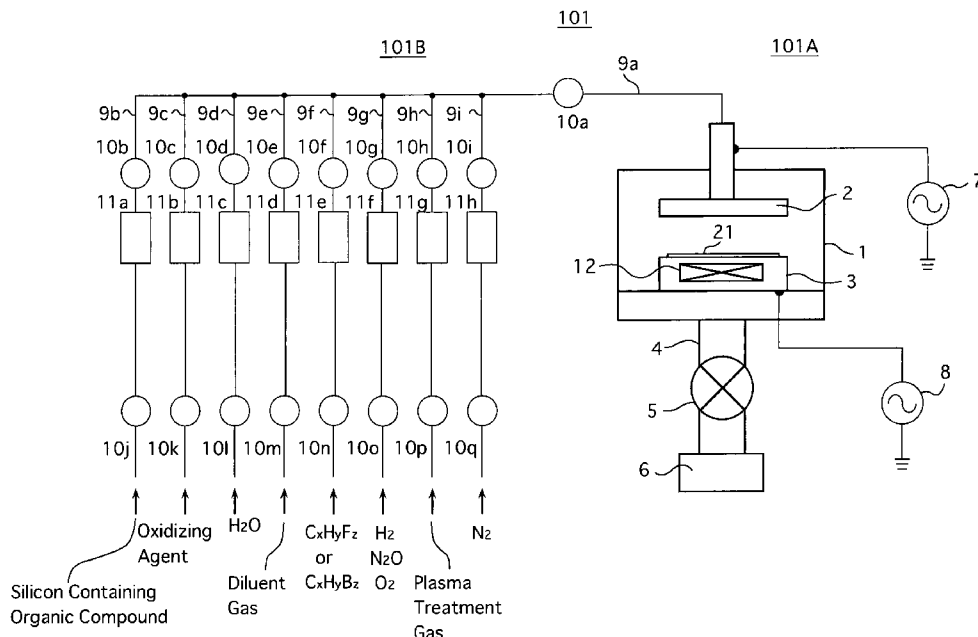 101
101B
101A
9a
9b 9c 9d 9e 9f 9g 9h 9i
10a
10b 10c 10d 10e 10f 10g 10h 10i
11a 11b 11c 11d 11e 11f 11g 11h
2
7
21
1
12
3
4
8
5
10j 10k 10l 10m 10n 10o 10p 10q
6
Silicon Containing
Organic Compound
Oxidizing
Agent
H2O
Diluent
Gas
CxHyFz
or
CxHyBz
H2
N2O
O2
Plasma
Treatment
Gas
N2